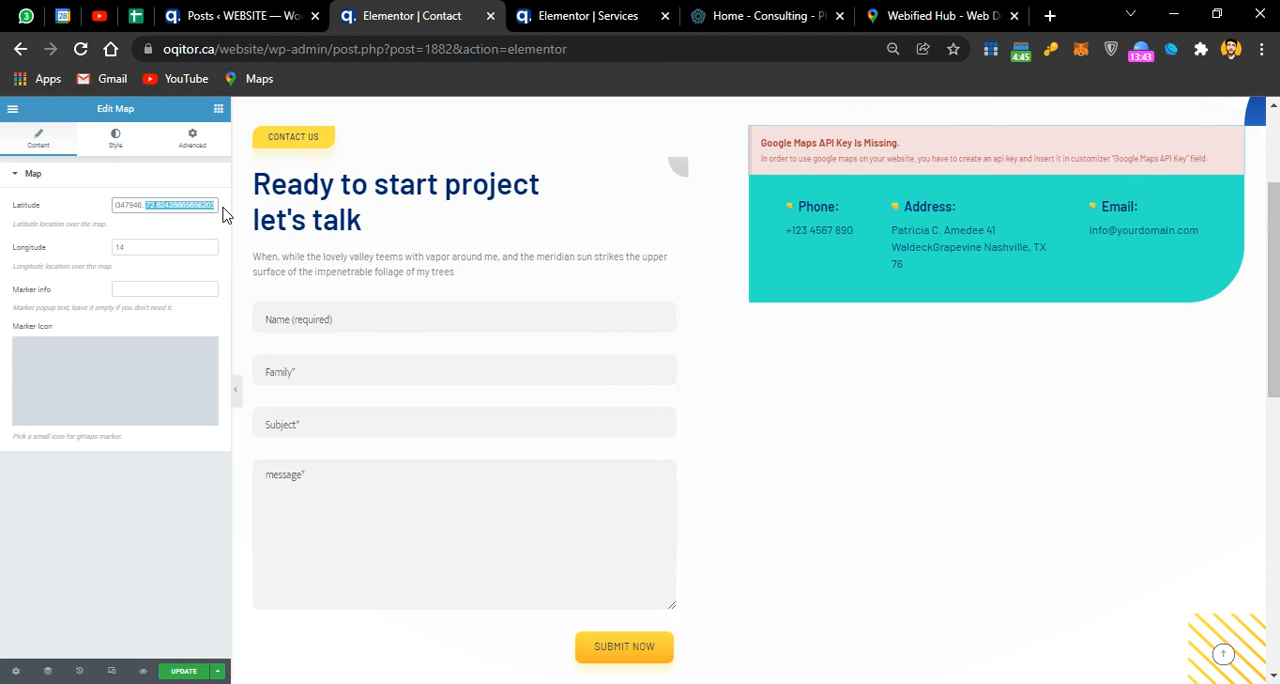 Posts ‹ WEBSITE — Wo
Elementor | Contact
Elementor | Services
Home - Consulting - P
Webified Hub - Web D
oqitor.ca/website/wp-admin/post.php?post=1882&action=elementor
4:45
13:43
Apps
Gmail
YouTube
Maps
Edit Map
Content
Style
Advanced
Map
Latitude
Latitude location over the map.
Longitude
14
Longitude location over the map.
Marker info
Marker popup text, leave it empty if you don't need it.
Marker Icon
Pick a small icon for gmaps marker.
UPDATE
CONTACT US
Ready to start project
let's talk
When, while the lovely valley teems with vapor around me, and the meridian sun strikes the upper
surface of the impenetrable foliage of my trees
Name (required)
Family*
Subject*
message*
SUBMIT NOW
Google Maps API Key Is Missing.
In order to use google maps on your website, you have to create an api key and insert it in customizer "Google Maps API Key" field.
Phone:
+123 4567 890
Address:
Patricia C. Amedee 41
WaldeckGrapevine Nashville, TX
76
Email:
info@yourdomain.com